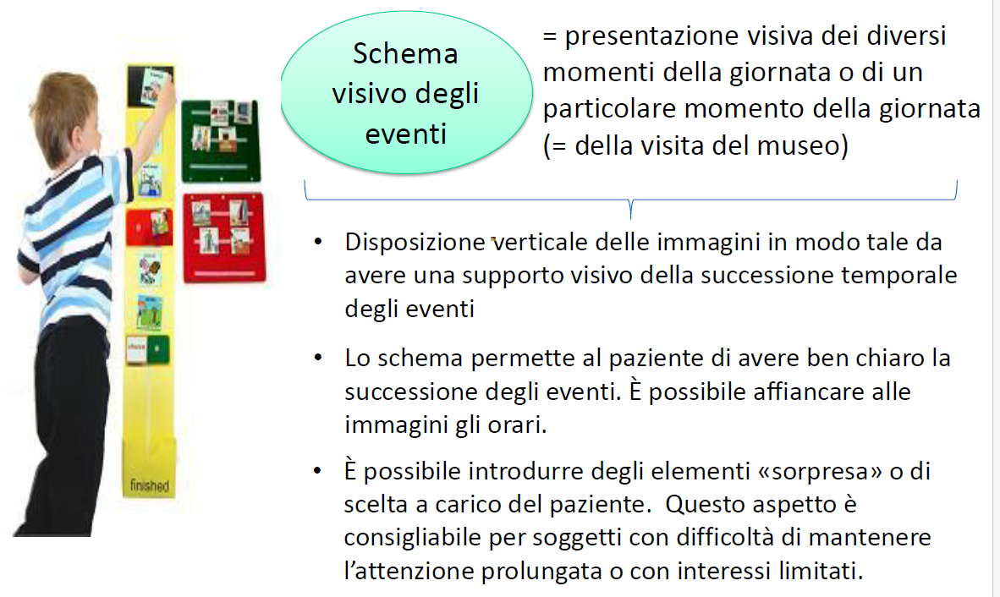 Schema
visivo degli
eventi
= presentazione visiva dei diversi
momenti della giornata o di un
particolare momento della giornata
(= della visita del museo)
• Disposizione verticale delle immagini in modo tale da
avere una supporto visivo della successione temporale
degli eventi
• Lo schema permette al paziente di avere ben chiaro la
successione degli eventi. È possibile affiancare alle
immagini gli orari.
• È possibile introdurre degli elementi «sorpresa» o di
scelta a carico del paziente. Questo aspetto è
consigliabile per soggetti con difficoltà di mantenere
l’attenzione prolungata o con interessi limitati.
choice
finished